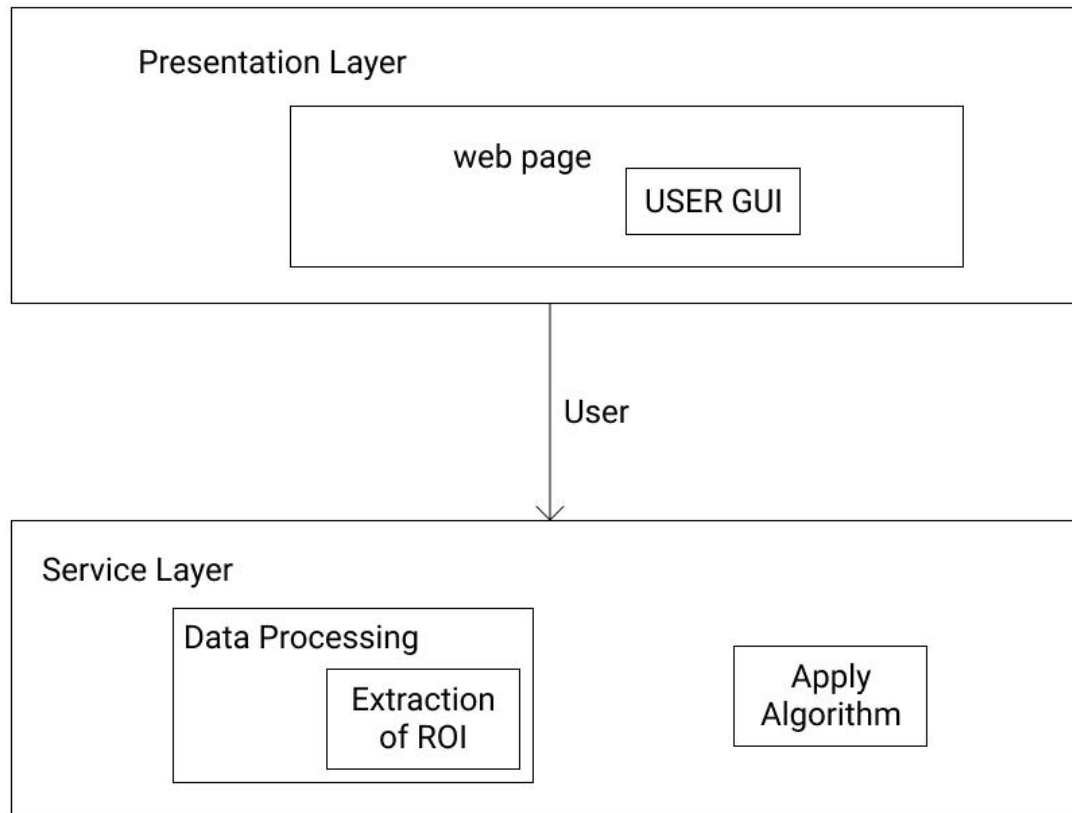 Presentation Layer
web page
USER GUI
User
Service Layer
Data Processing
Extraction
of ROI
Apply
Algorithm